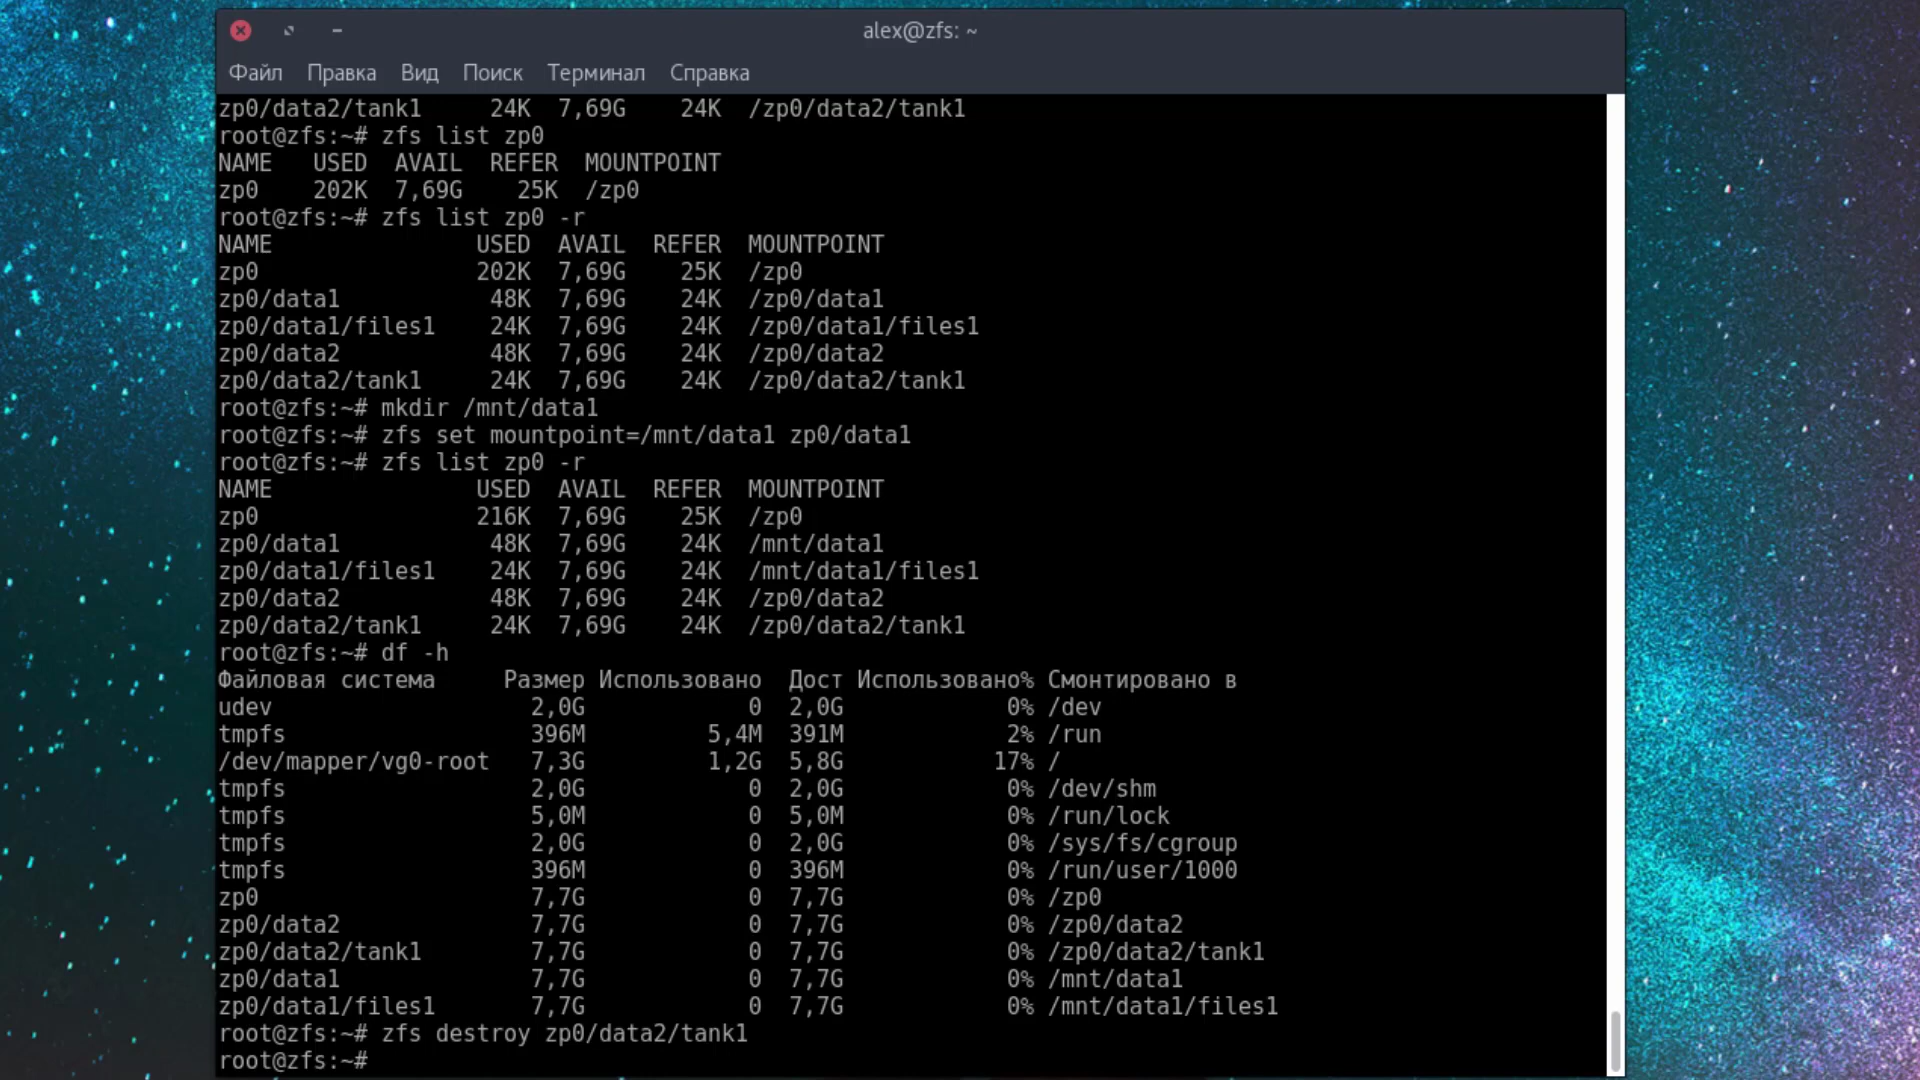 alex@zfs: ~
Файл Правка Вид Поиск Терминал Справка
zp0/data2/tank1 24K 7,69G 24K /zp0/data2/tank1
root@zfs:~# zfs list zp0
NAME USED AVAIL REFER MOUNTPOINT
zp0 202K 7,69G 25K /zp0
root@zfs:~# zfs list zp0 -r
NAME USED AVAIL REFER MOUNTPOINT
zp0 202K 7,69G 25K /zp0
zp0/data1 48K 7,69G 24K /zp0/data1
zp0/data1/files1 24K 7,69G 24K /zp0/data1/files1
zp0/data2 48K 7,69G 24K /zp0/data2
zp0/data2/tank1 24K 7,69G 24K /zp0/data2/tank1
root@zfs:~# mkdir /mnt/data1
root@zfs:~# zfs set mountpoint=/mnt/data1 zp0/data1
root@zfs:~# zfs list zp0 -r
NAME USED AVAIL REFER MOUNTPOINT
zp0 216K 7,69G 25K /zp0
zp0/data1 48K 7,69G 24K /mnt/data1
zp0/data1/files1 24K 7,69G 24K /mnt/data1/files1
zp0/data2 48K 7,69G 24K /zp0/data2
zp0/data2/tank1 24K 7,69G 24K /zp0/data2/tank1
root@zfs:~# df -h
Файловая система Размер Использовано Дост Использовано% Смонтировано в
udev 2,0G 0 2,0G 0% /dev
tmpfs 396M 5,4M 391M 2% /run
/dev/mapper/vg0-root 7,3G 1,2G 5,8G 17% /
tmpfs 2,0G 0 2,0G 0% /dev/shm
tmpfs 5,0M 0 5,0M 0% /run/lock
tmpfs 2,0G 0 2,0G 0% /sys/fs/cgroup
tmpfs 396M 0 396M 0% /run/user/1000
zp0 7,7G 0 7,7G 0% /zp0
zp0/data2 7,7G 0 7,7G 0% /zp0/data2
zp0/data2/tank1 7,7G 0 7,7G 0% /zp0/data2/tank1
zp0/data1 7,7G 0 7,7G 0% /mnt/data1
zp0/data1/files1 7,7G 0 7,7G 0% /mnt/data1/files1
root@zfs:~# zfs destroy zp0/data2/tank1
root@zfs:~#